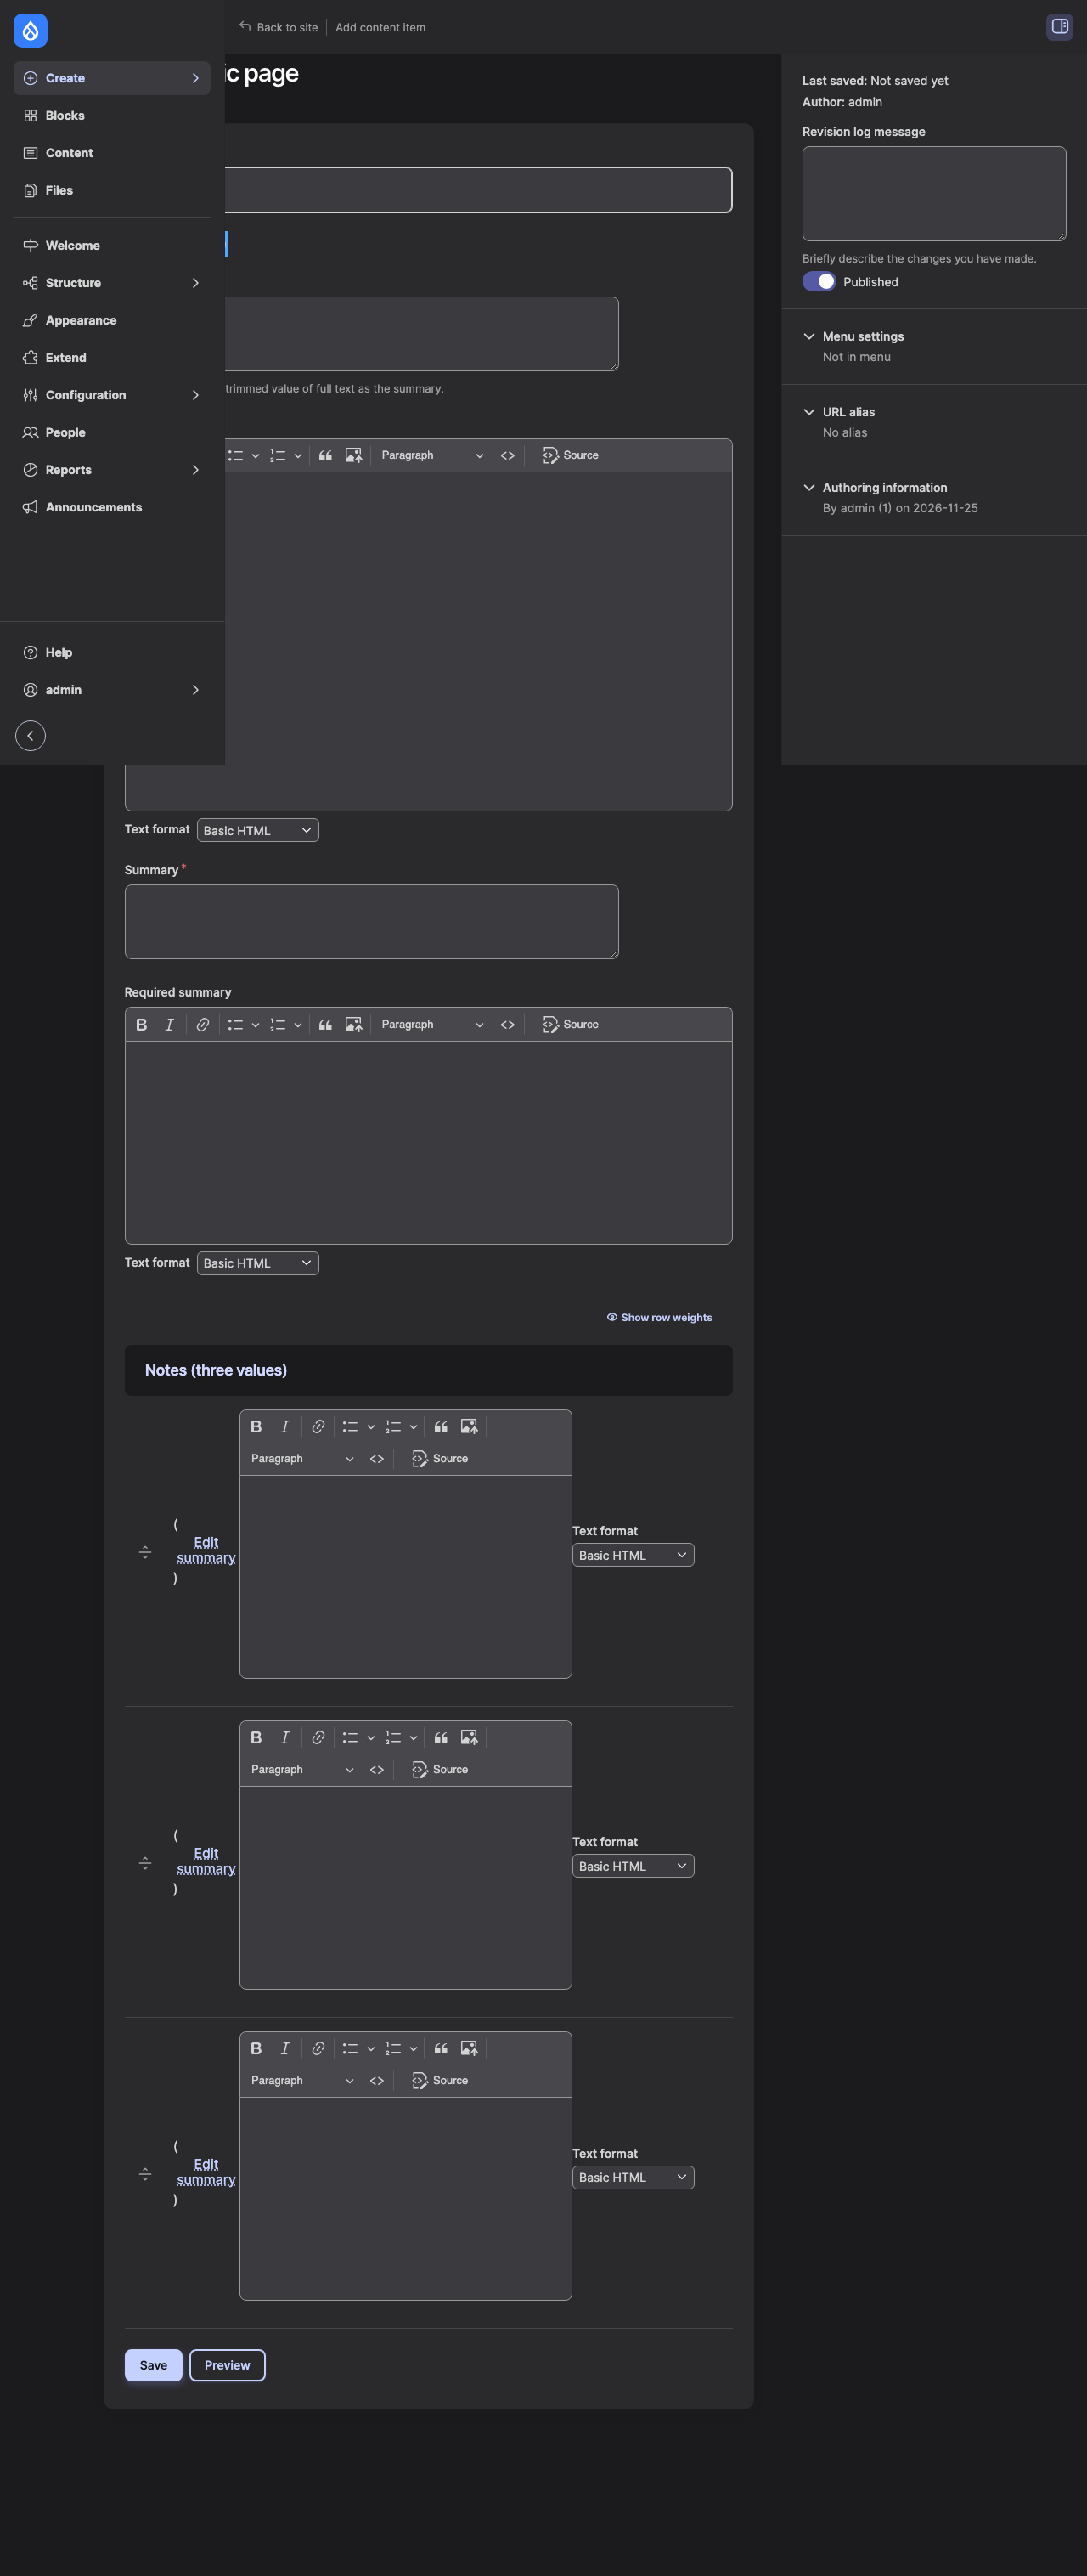 Back to site
Add content item
Create
Blocks
Content
Files
Welcome
Structure
Appearance
Extend
Configuration
People
Reports
Announcements
Help
admin
page
trimmed value of full text as the summary.
Paragraph
Source
Text format
Basic HTML
Summary *
Required summary
Paragraph
Source
Text format
Basic HTML
Show row weights
Notes (three values)
(
Edit
summary
)
Paragraph
Source
Text format
Basic HTML
(
Edit
summary
)
Paragraph
Source
Text format
Basic HTML
(
Edit
summary
)
Paragraph
Source
Text format
Basic HTML
Save
Preview
Last saved: Not saved yet
Author: admin
Revision log message
Briefly describe the changes you have made.
Published
Menu settings
Not in menu
URL alias
No alias
Authoring information
By admin (1) on 2026-11-25